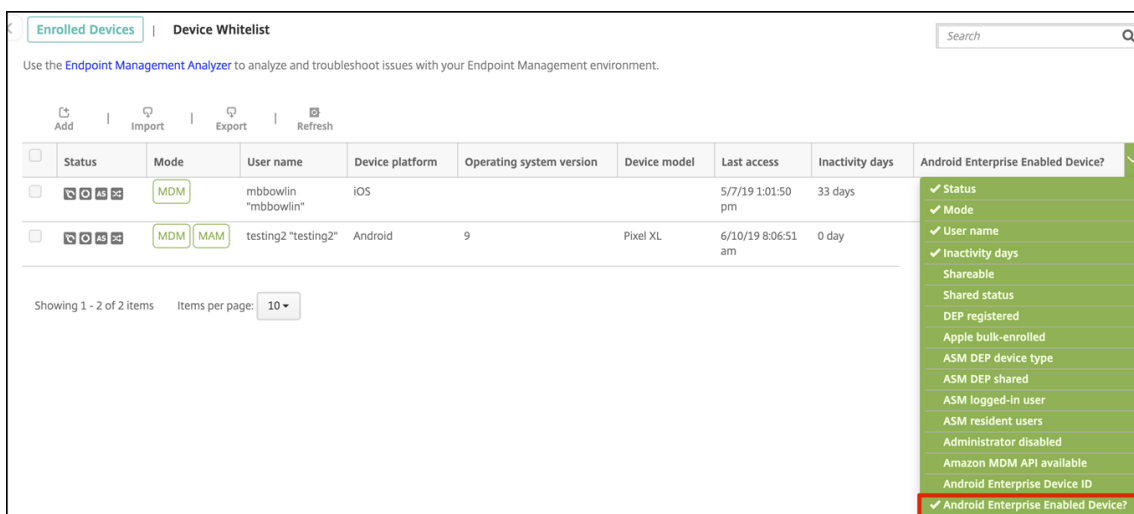 Enrolled Devices | Device Whitelist
Search
Use the Endpoint Management Analyzer to analyze and troubleshoot issues with your Endpoint Management environment.
Add | Import | Export | Refresh
Status Mode User name Device platform Operating system version Device model Last access Inactivity days Android Enterprise Enabled Device?
AS MDM mbbowlin iOS 5/7/19 1:01:50 33 days
"mbbowlin" pm
AS MDM MAM testing2 "testing2" Android 9 Pixel XL 6/10/19 8:06:51 0 day
am
Showing 1 - 2 of 2 items Items per page: 10
Status
Mode
User name
Inactivity days
Shareable
Shared status
DEP registered
Apple bulk-enrolled
ASM DEP device type
ASM DEP shared
ASM logged-in user
ASM resident users
Administrator disabled
Amazon MDM API available
Android Enterprise Device ID
Android Enterprise Enabled Device?